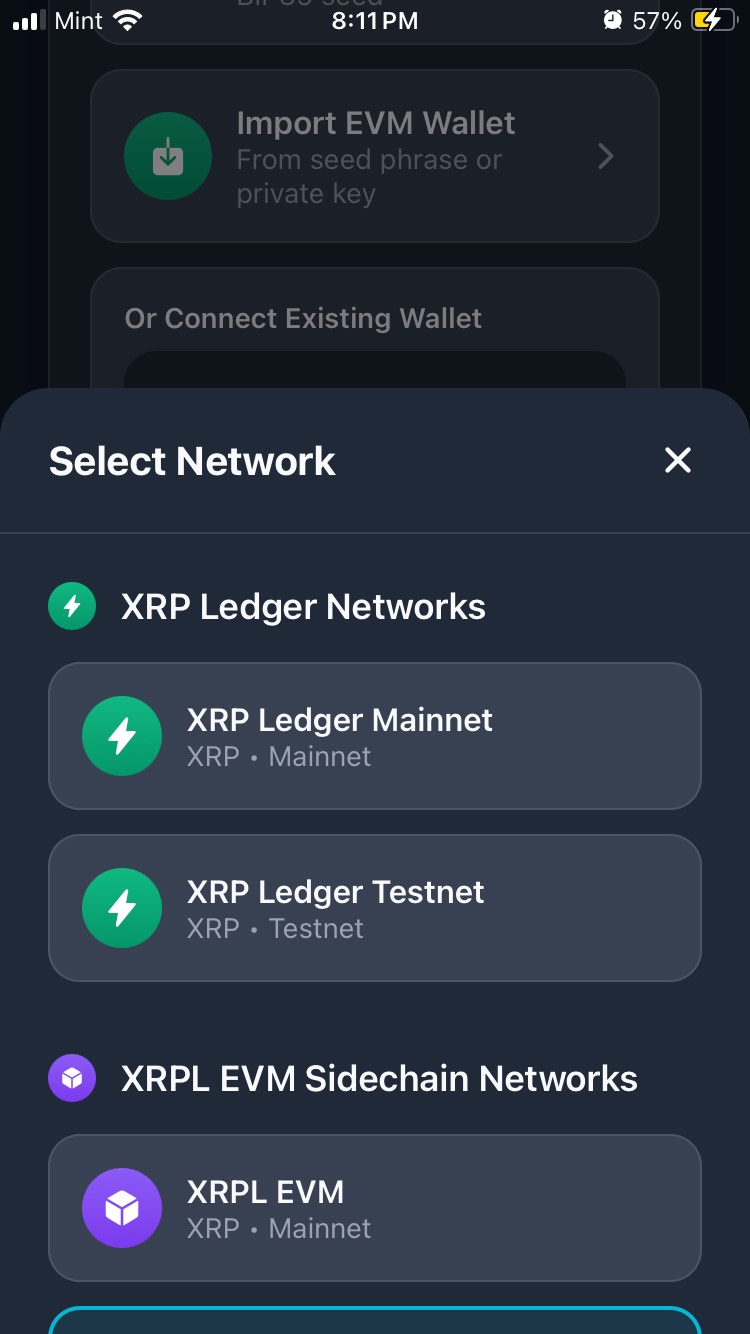 Mint 8:11 PM 57%
Import EVM Wallet
From seed phrase or
private key
Or Connect Existing Wallet
Select Network
XRP Ledger Networks
XRP Ledger Mainnet
XRP • Mainnet
XRP Ledger Testnet
XRP • Testnet
XRPL EVM Sidechain Networks
XRPL EVM
XRP • Mainnet